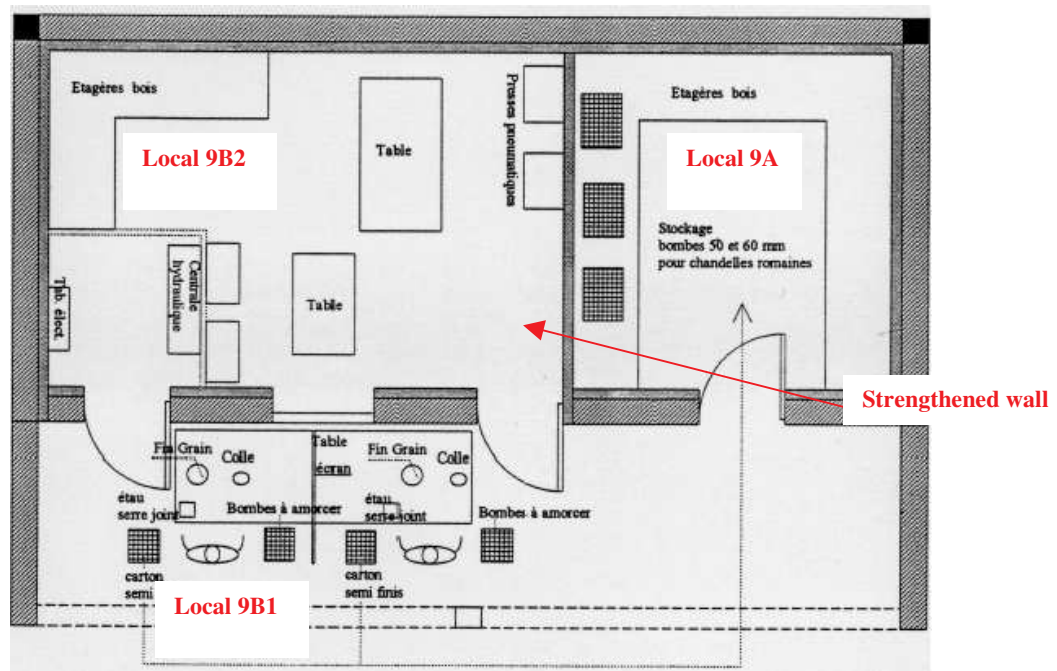 Etagères bois
Local 9B2
Table
Presses pneumatiques
Etagères bois
Local 9A
Stockage
bombes 50 et 60 mm
pour chandelles romaines
Tab. élect.
Centrale
hydraulique
Table
Strengthened wall
Fin Grain
Colle
Table
écran
Fin Grain
Colle
étau
serre joint
Bombes à amorcer
étau
serre joint
Bombes à amorcer
carton
semi
carton
semi finis
Local 9B1